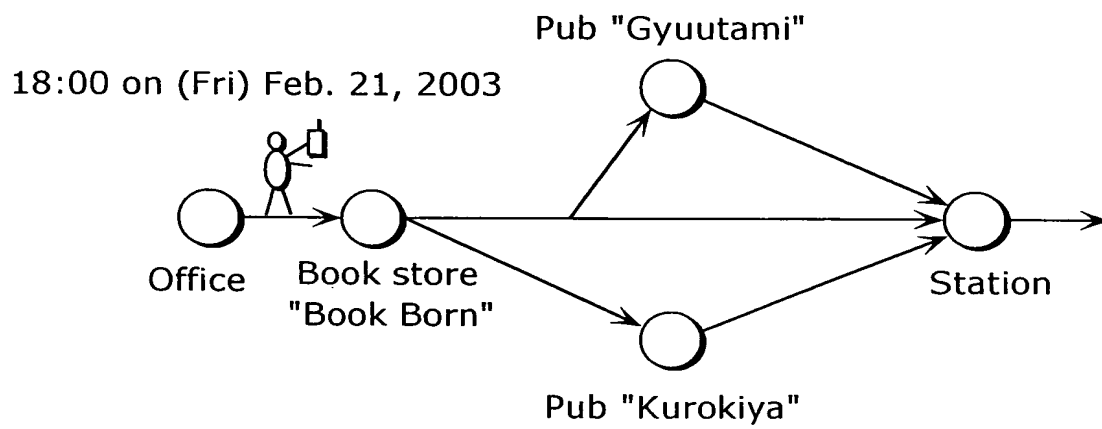 Pub "Gyuutami"
18:00 on (Fri) Feb. 21, 2003
Office
Book store
"Book Born"
Station
Pub "Kurokiya"